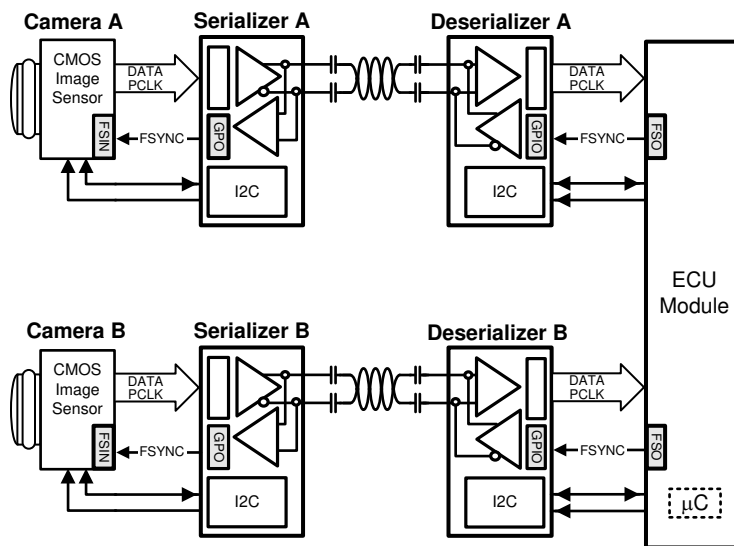 Camera A
Serializer A
Deserializer A
CMOS
Image
Sensor
DATA
PCLK
DATA
PCLK
FSIN
FSYNC
GPO
GPIO
FSYNC
FSO
I2C
I2C
ECU
Module
Camera B
Serializer B
Deserializer B
CMOS
Image
Sensor
DATA
PCLK
DATA
PCLK
FSIN
FSYNC
GPO
GPIO
FSYNC
FSO
I2C
I2C
μC